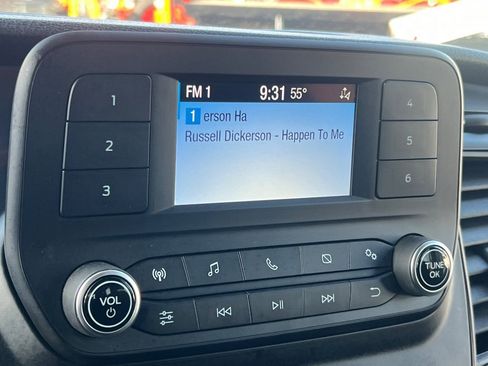 FM 1 9:31 55°
1 erson Ha
Russell Dickerson - Happen To Me
1
2
3
4
5
6
VOL
TUNE
OK